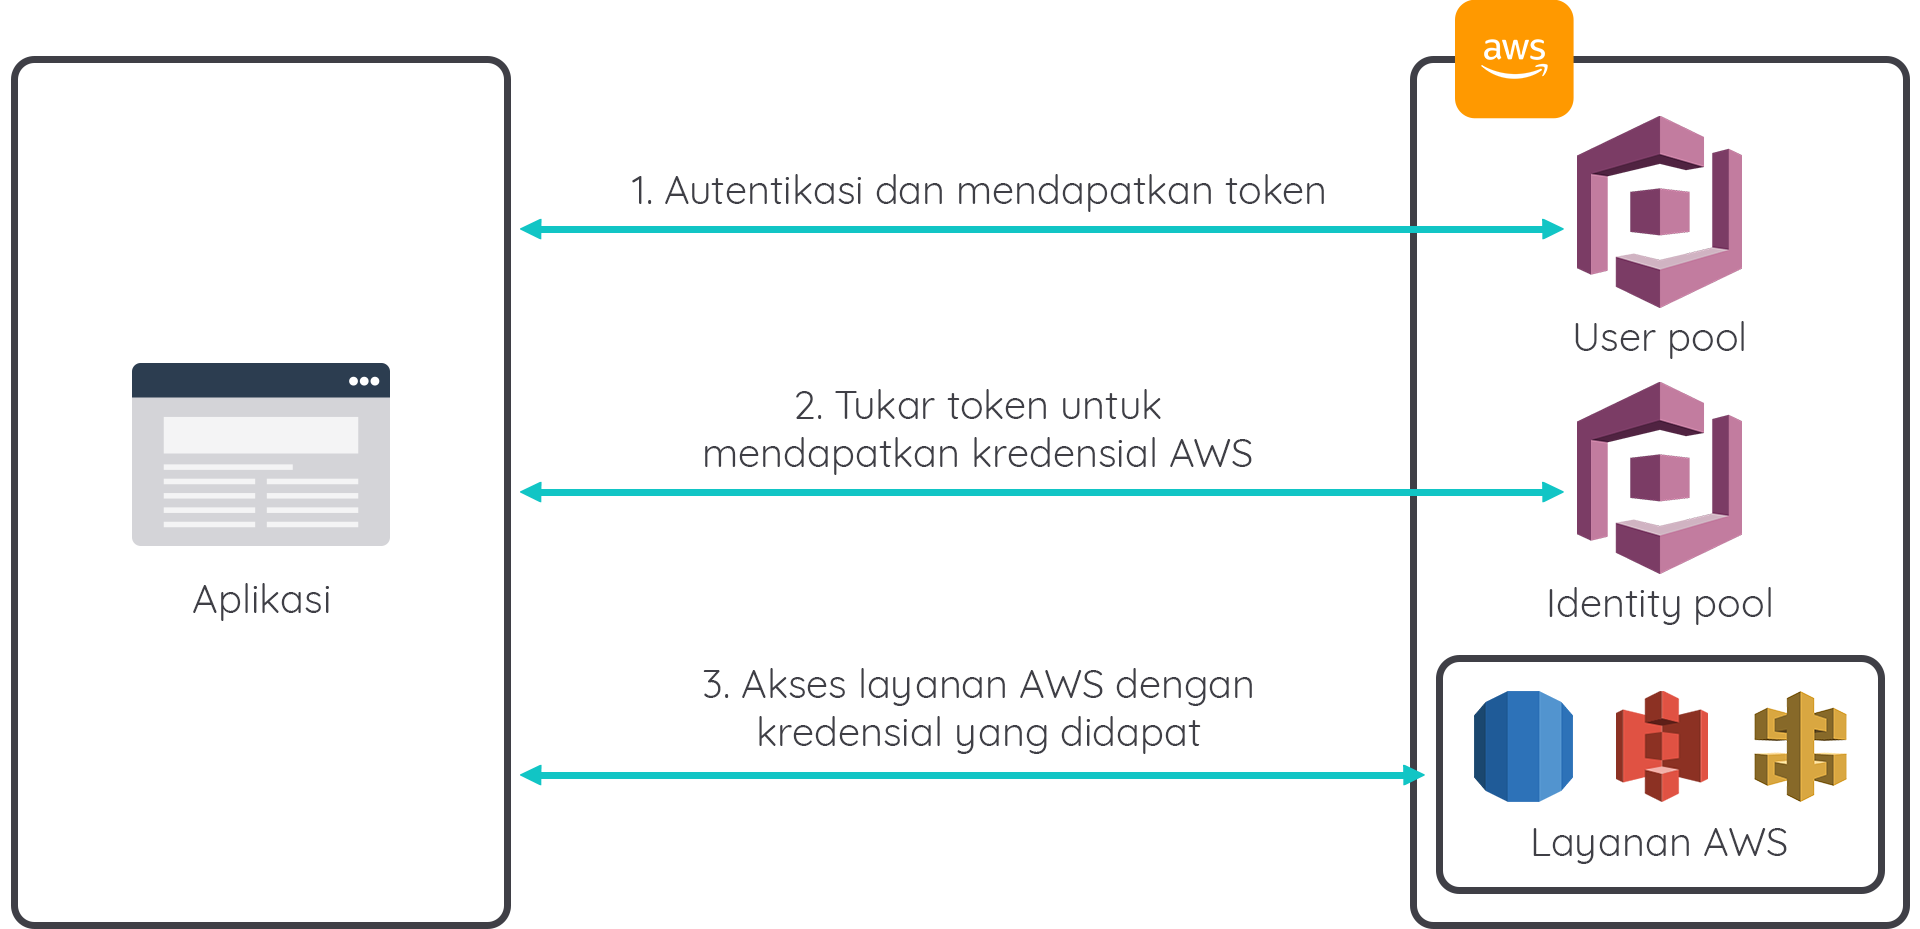 aws
1. Autentikasi dan mendapatkan token
User pool
2. Tukar token untuk
mendapatkan kredensial AWS
Aplikasi
Identity pool
3. Akses layanan AWS dengan
kredensial yang didapat
Layanan AWS